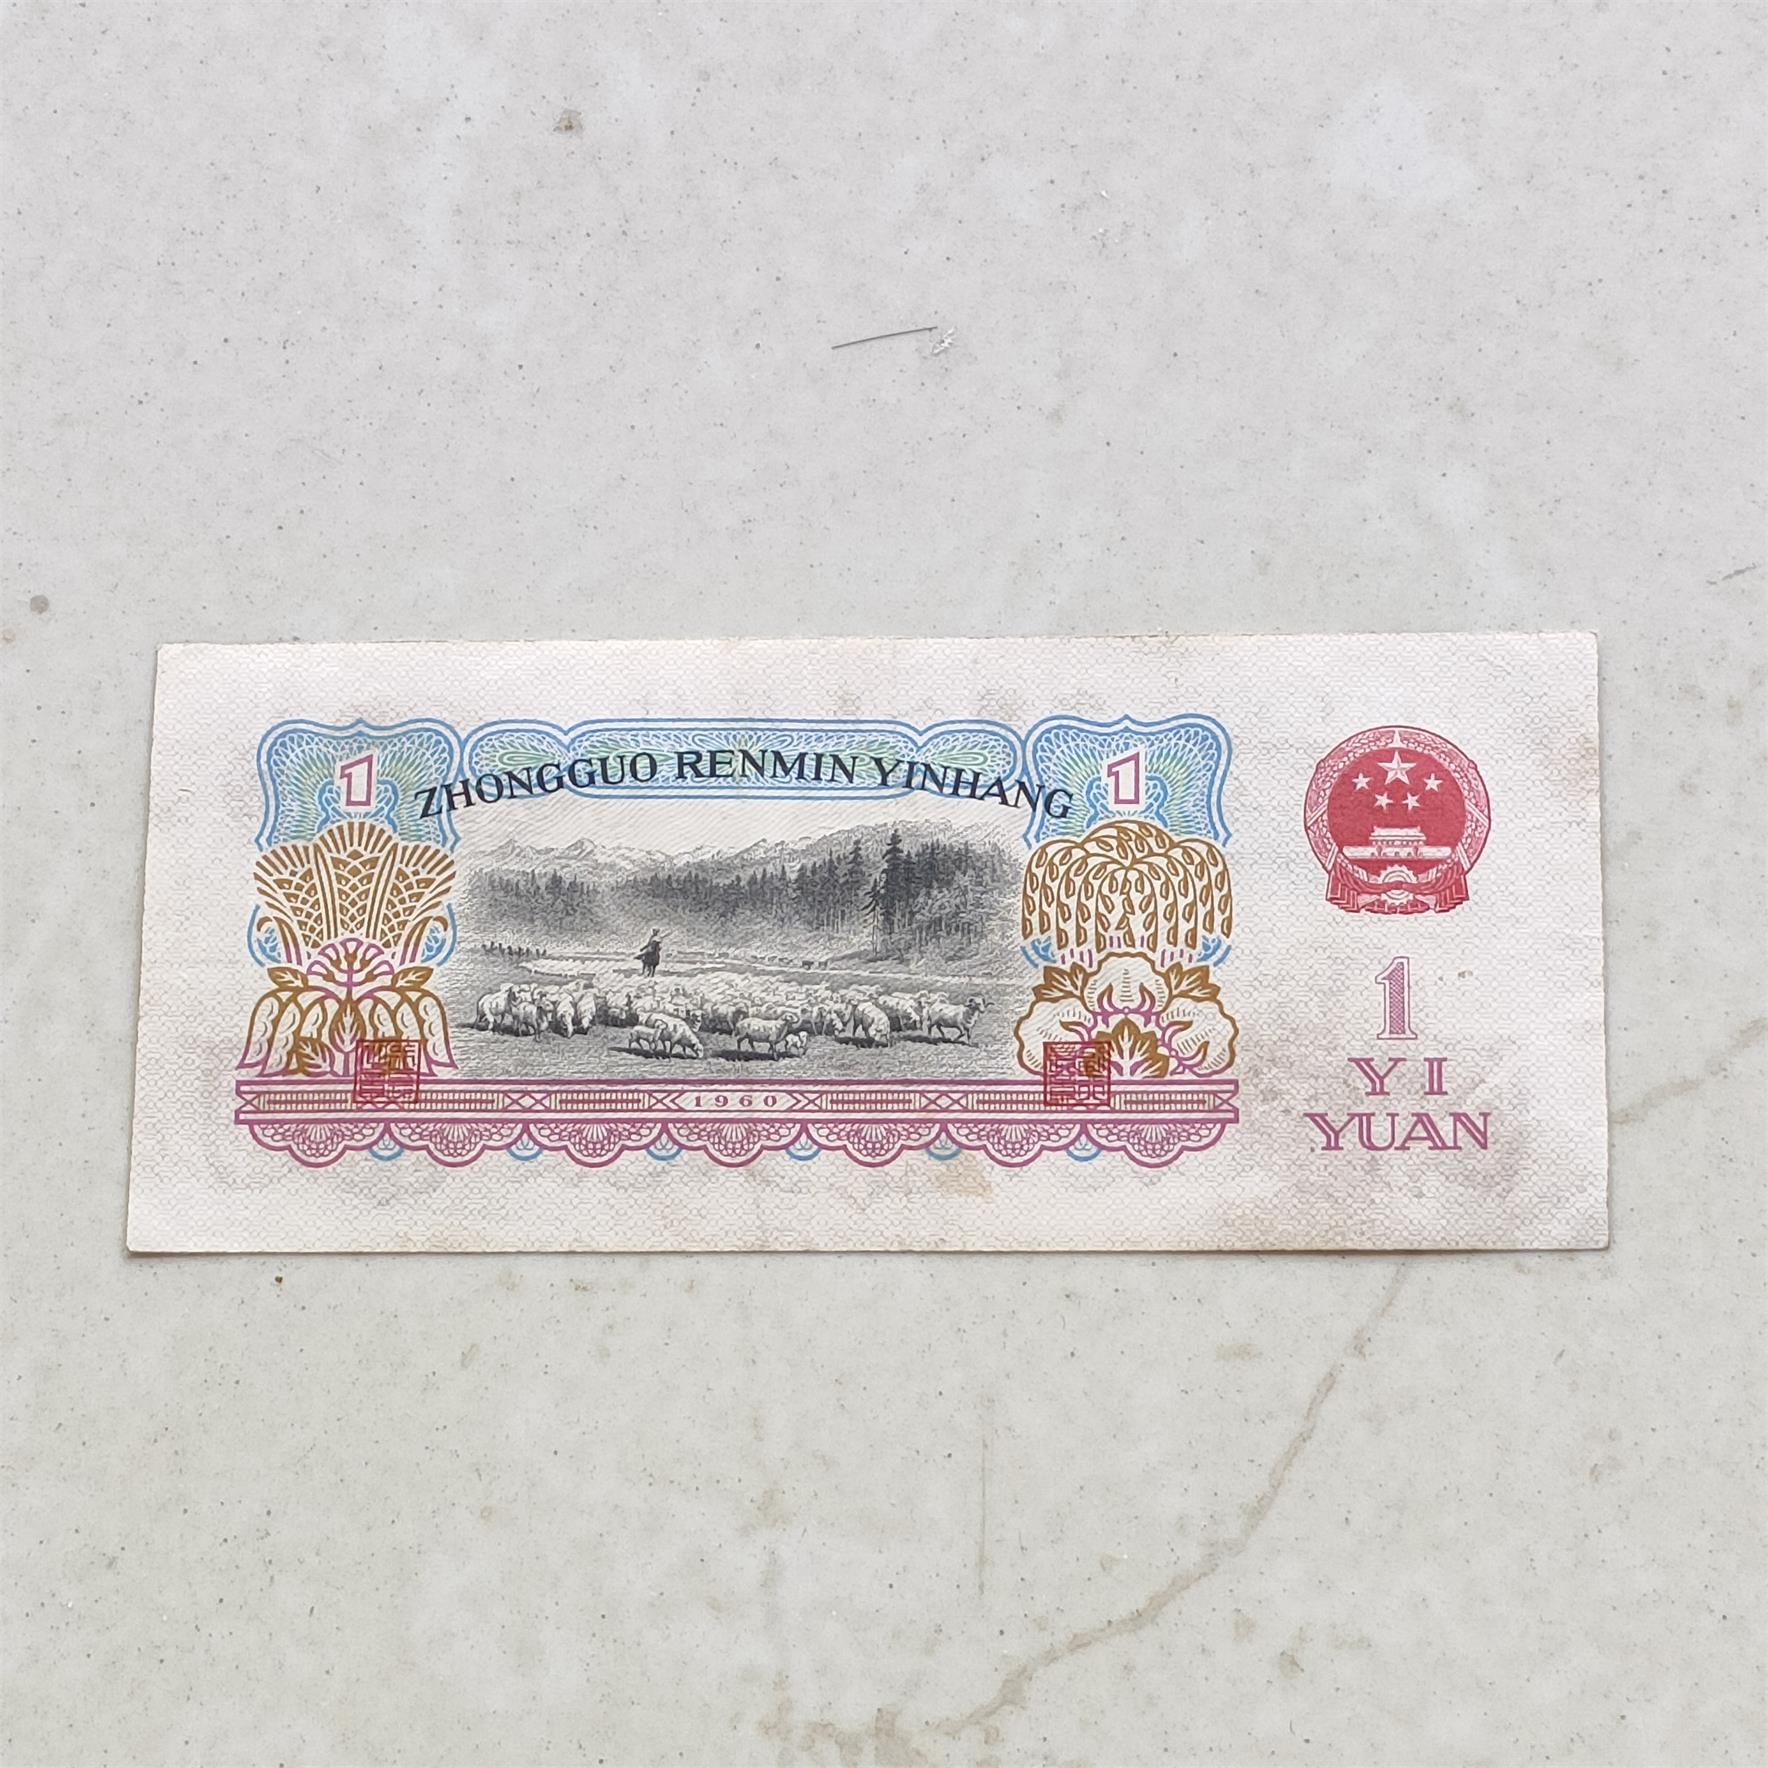 1
ZHONGGUO RENMIN YINHANG
1
1960
1
YI
YUAN